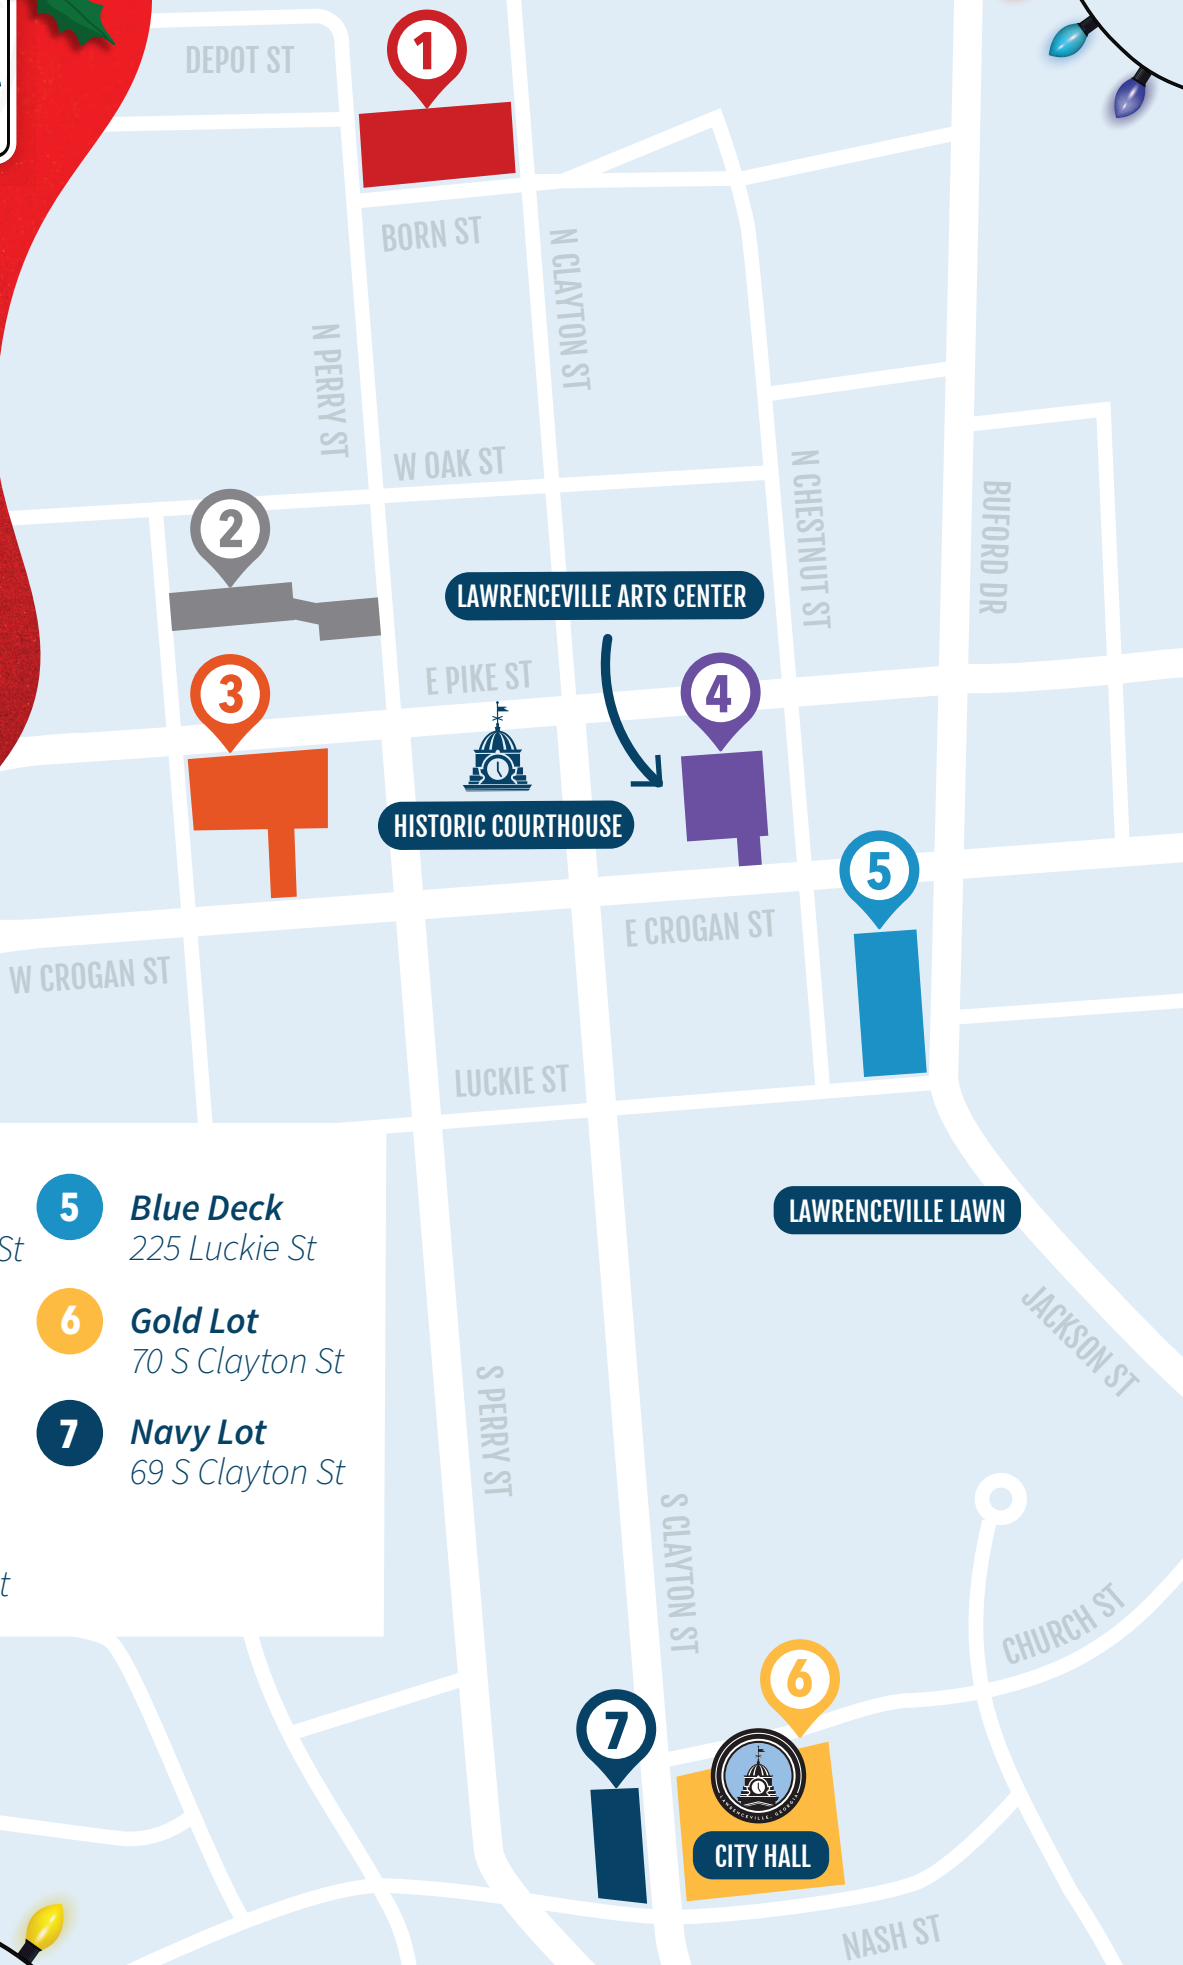 DEPOT ST
1
BORN ST
N CLAYTON ST
N PERRY ST
W OAK ST
N CHESTNUT ST
BUFORD DR
2
LAWRENCEVILLE ARTS CENTER
E PIKE ST
3
4
HISTORIC COURTHOUSE
5
E CROGAN ST
W CROGAN ST
LUCKIE ST
5 Blue Deck
St 225 Luckie St
6 Gold Lot
70 S Clayton St
7 Navy Lot
69 S Clayton St
t
LAWRENCEVILLE LAWN
JACKSON ST
S PERRY ST
S CLAYTON ST
CHURCH ST
6
7
LAWRENCEVILLE, GEORGIA
CITY HALL
NASH ST